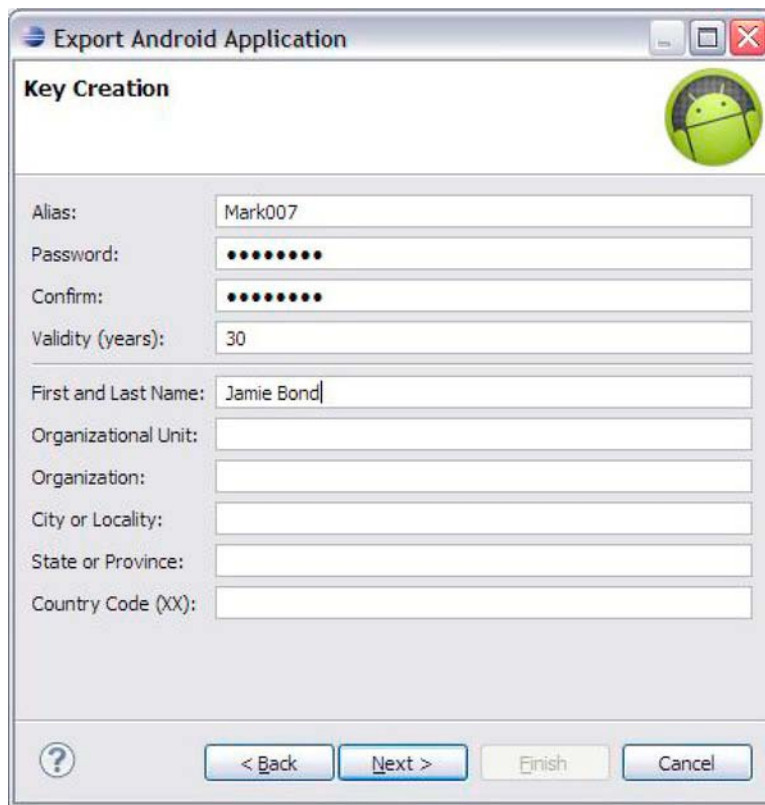 Export Android Application
Key Creation
Alias: Mark007
Password: ••••••••
Confirm: ••••••••
Validity (years): 30
First and Last Name: Jamie Bond
Organizational Unit:
Organization:
City or Locality:
State or Province:
Country Code (XX):
? < Back Next > Finish Cancel